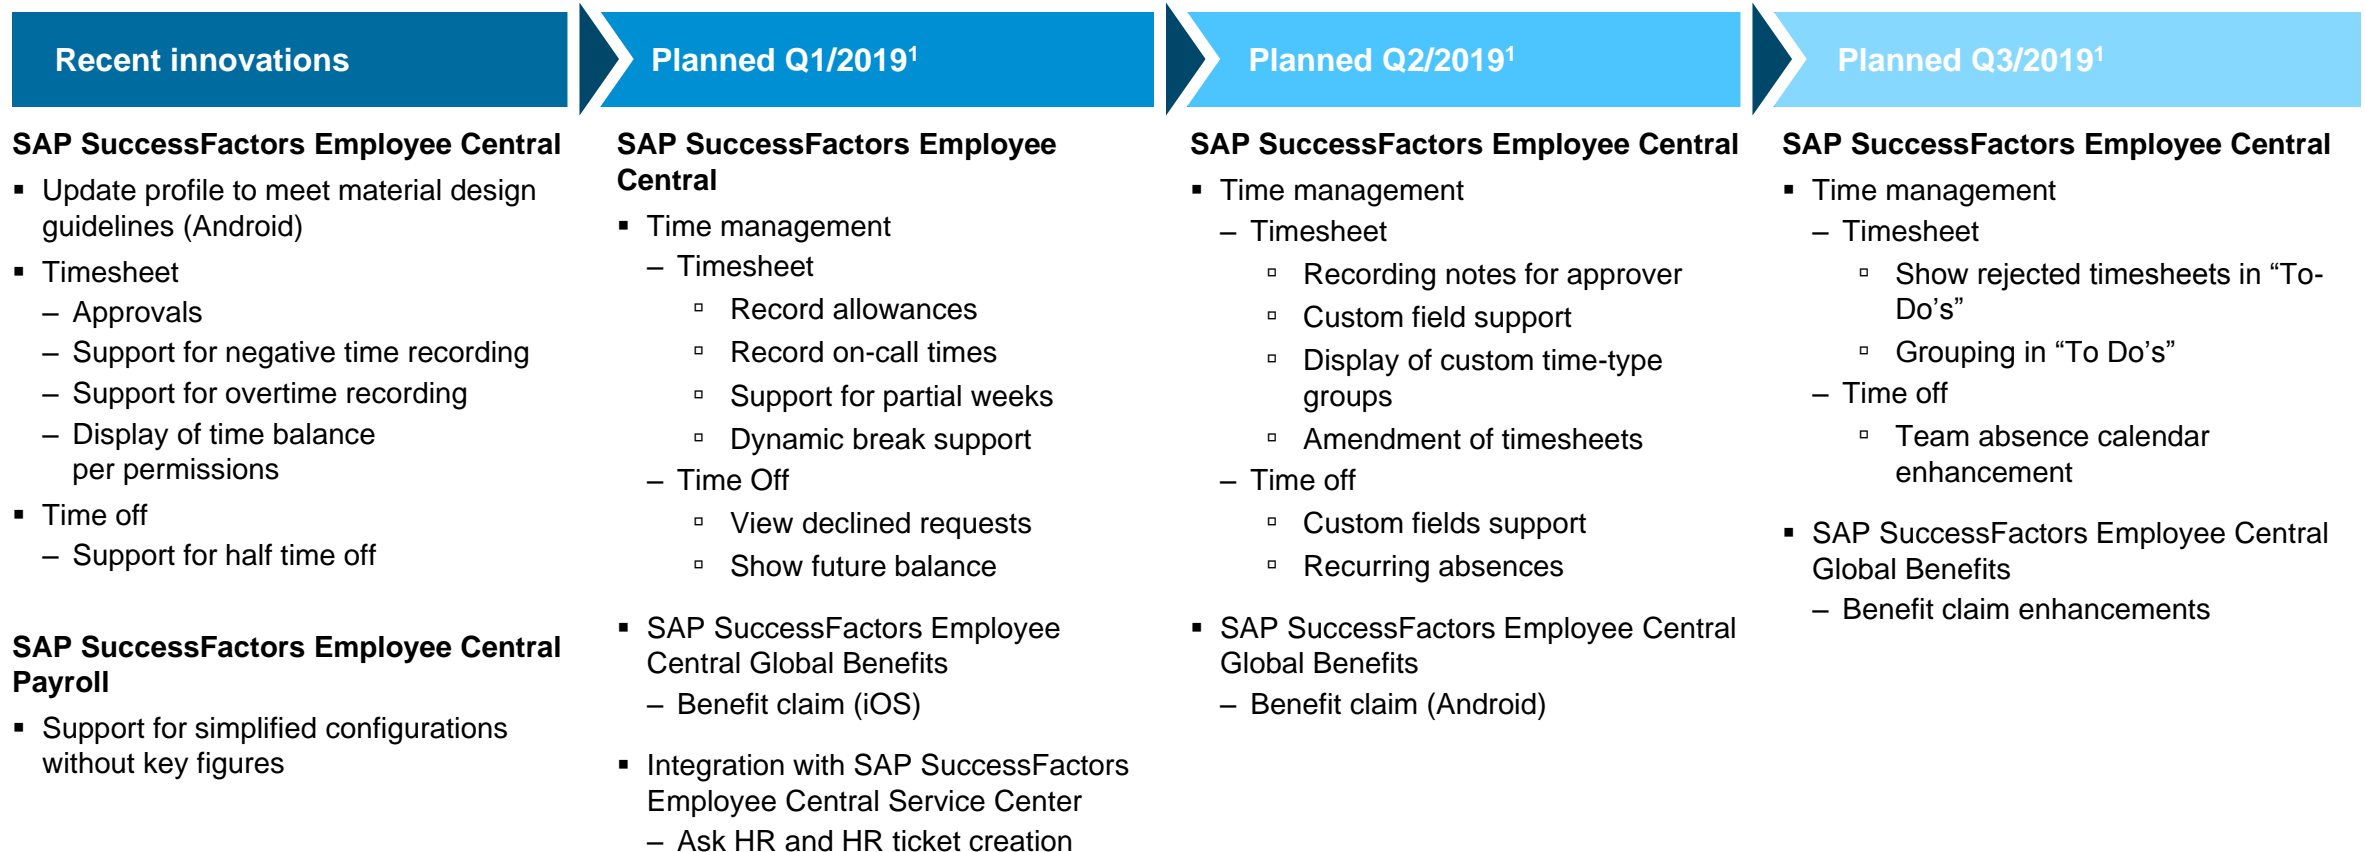 Recent innovations
Planned Q1/2019¹
Planned Q2/2019¹
Planned Q3/2019¹
SAP SuccessFactors Employee Central
▪ Update profile to meet material design
guidelines (Android)
▪ Timesheet
– Approvals
– Support for negative time recording
– Support for overtime recording
– Display of time balance
per permissions
▪ Time off
– Support for half time off
SAP SuccessFactors Employee Central
Payroll
▪ Support for simplified configurations
without key figures
SAP SuccessFactors Employee
Central
▪ Time management
– Timesheet
▫ Record allowances
▫ Record on-call times
▫ Support for partial weeks
▫ Dynamic break support
– Time Off
▫ View declined requests
▫ Show future balance
▪ SAP SuccessFactors Employee
Central Global Benefits
– Benefit claim (iOS)
▪ Integration with SAP SuccessFactors
Employee Central Service Center
– Ask HR and HR ticket creation
SAP SuccessFactors Employee Central
▪ Time management
– Timesheet
▫ Recording notes for approver
▫ Custom field support
▫ Display of custom time-type
groups
▫ Amendment of timesheets
– Time off
▫ Custom fields support
▫ Recurring absences
▪ SAP SuccessFactors Employee Central
Global Benefits
– Benefit claim (Android)
SAP SuccessFactors Employee Central
▪ Time management
– Timesheet
▫ Show rejected timesheets in “To-
Do’s”
▫ Grouping in “To Do’s”
– Time off
▫ Team absence calendar
enhancement
▪ SAP SuccessFactors Employee Central
Global Benefits
– Benefit claim enhancements